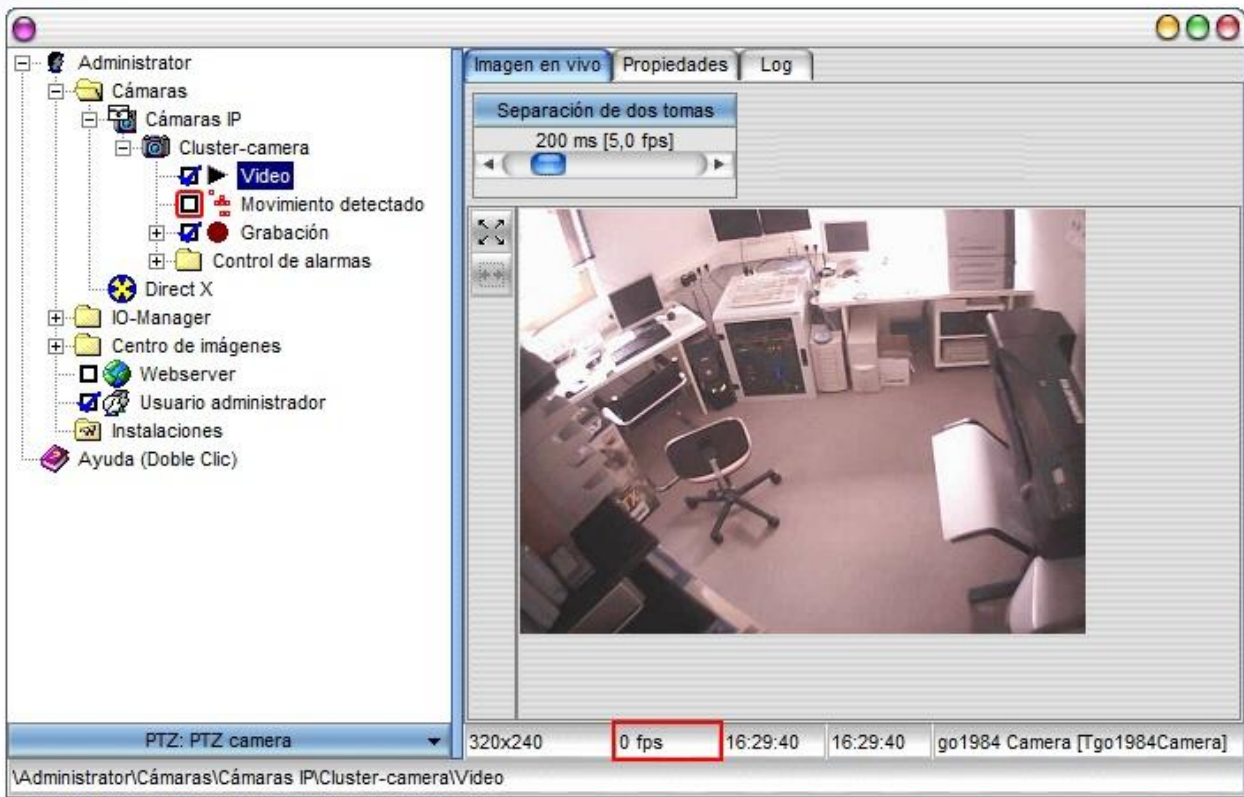 Administrator
Cámaras
Cámaras IP
Cluster-camera
Video
Movimiento detectado
Grabación
Control de alarmas
Direct X
IO-Manager
Centro de imágenes
Webserver
Usuario administrador
Instalaciones
Ayuda (Doble Clic)
PTZ: PTZ camera
Imagen en vivo Propiedades Log
Separación de dos tomas
200 ms [5,0 fps]
320x240 0 fps 16:29:40 16:29:40 go1984 Camera [Tgo1984Camera]
\Administrator\Cámaras\Cámaras IP\Cluster-camera\Video